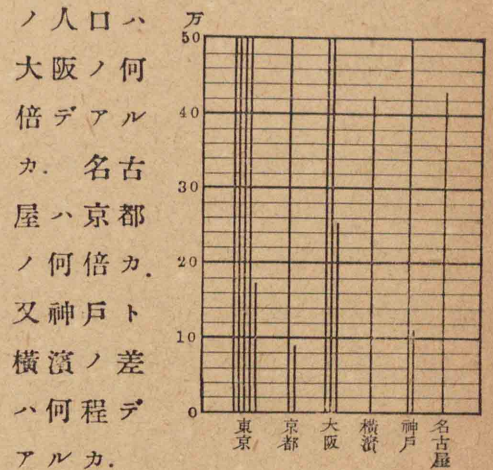 ノ人口ハ
大阪ノ何
倍デアル
カ. 名古
屋ハ京都
ノ何倍カ.
又神戸ト
横濱ノ差
ハ何程デ
アルカ.
万
50
40
30
20
10
0
東京
京都
大阪
横濱
神戸
名古屋